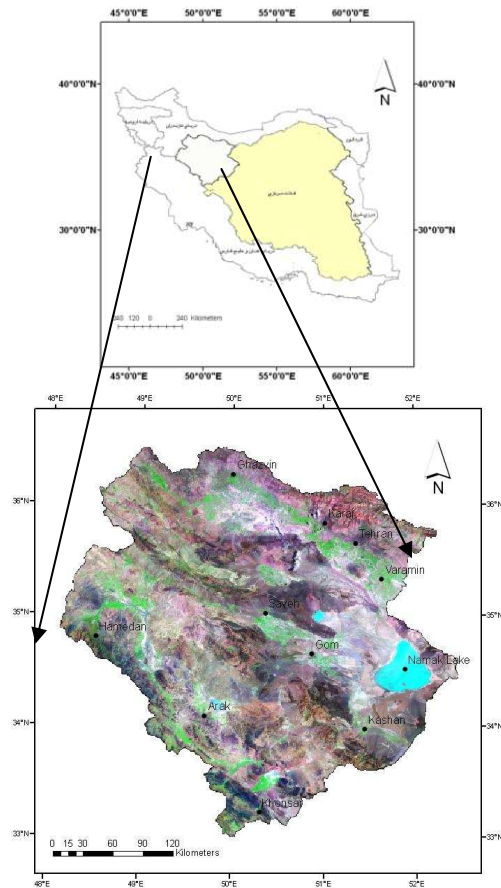 45°0'0"E 50°0'0"E 55°0'0"E 60°0'0"E
40°0'0"N 40°0'0"N
N
30°0'0"N 30°0'0"N
240 120 0 240 Kilometers
45°0'0"E 50°0'0"E 55°0'0"E 60°0'0"E
48°E 49°E 50°E 51°E 52°E
N
Ghazvin
36°N 36°N
Karaj
Tehran
Varamin
35°N 35°N
Saveh
Hamedan
Gom
Namak Lake
Arak
34°N 34°N
Kashan
Khonsar
33°N 33°N
0 15 30 60 90 120
Kilometers
48°E 49°E 50°E 51°E 52°E